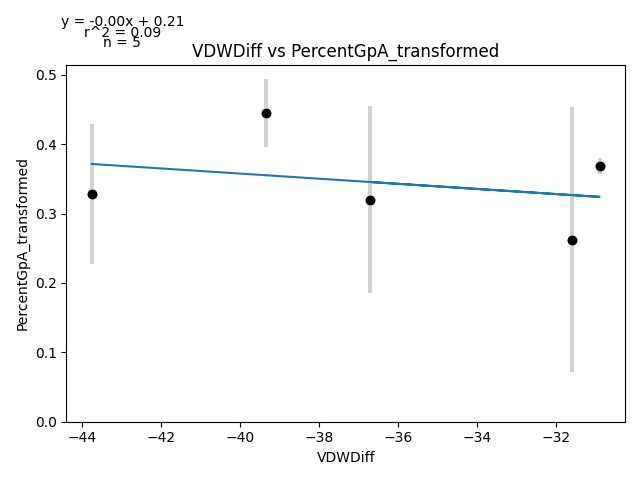 y = -0.00x + 0.21
r^2 = 0.09
n = 5
VDWDiff vs PercentGpA_transformed
0.5
0.4
0.3
0.2
0.1
0.0
PercentGpA_transformed
−44
−42
−40
−38
−36
−34
−32
VDWDiff